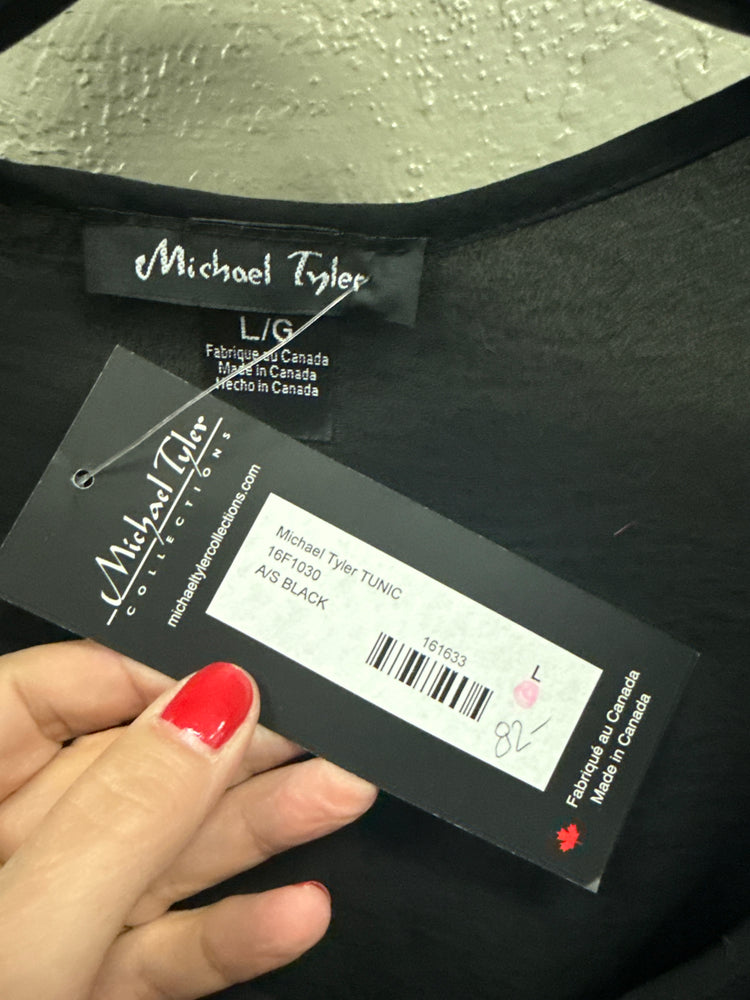 Michael Tyler
L/G
Fabrique au Canada
Made in Canada
Hecho in Canada
Michael Tyler
COLLECTIONS
michaeltylercollections.com
Michael Tyler TUNIC
16F1030
A/S BLACK
161633
L
82-
Fabriqué au Canada
Made in Canada